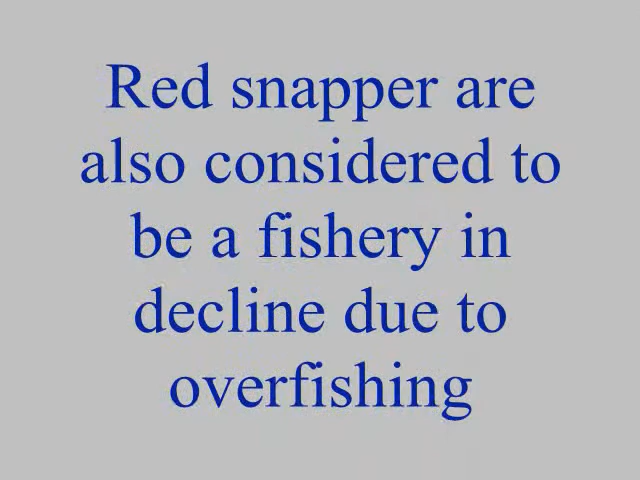 Red snapper are
also considered to
be a fishery in
decline due to
overfishing